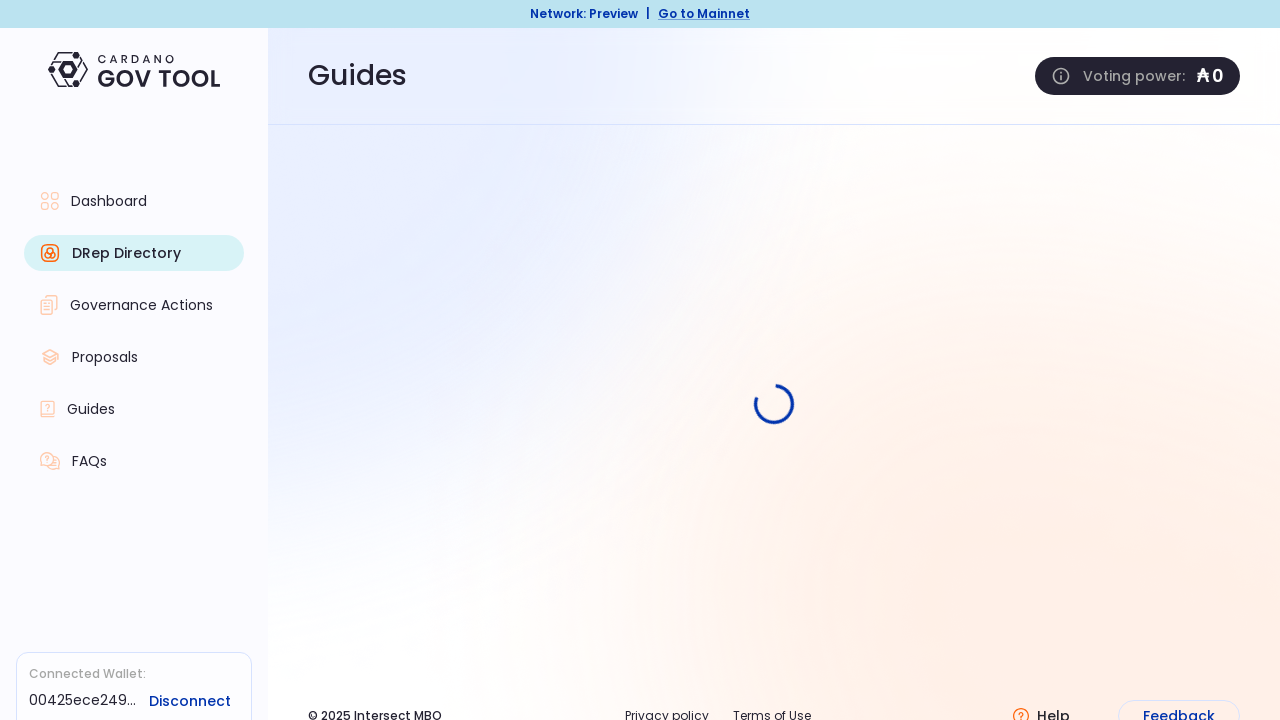 Network: Preview | Go to Mainnet
CARDANO
GOV TOOL
Guides
Voting power: ₳0
Dashboard
DRep Directory
Governance Actions
Proposals
Guides
FAQs
Connected Wallet:
00425ece249...
Disconnect
© 2025 Intersect MBO
Privacy policy
Terms of Use
Help
Feedback